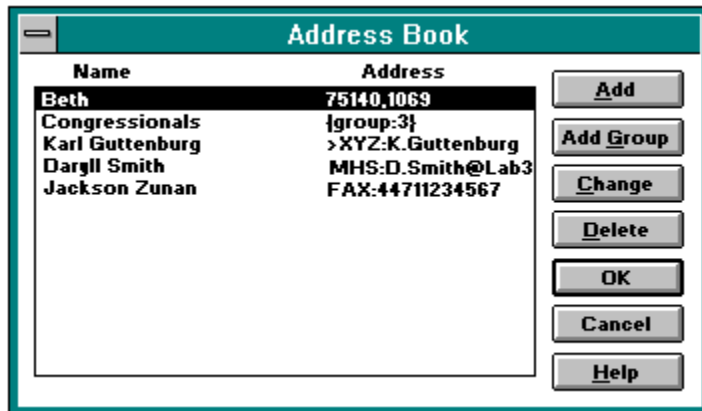 Address Book
Name Address
Beth 75140,1069
Congressionals {group:3}
Karl Guttenburg >XYZ:K.Guttenburg
Daryll Smith MHS:D.Smith@Lab3
Jackson Zunan FAX:44711234567
Add
Add Group
Change
Delete
OK
Cancel
Help